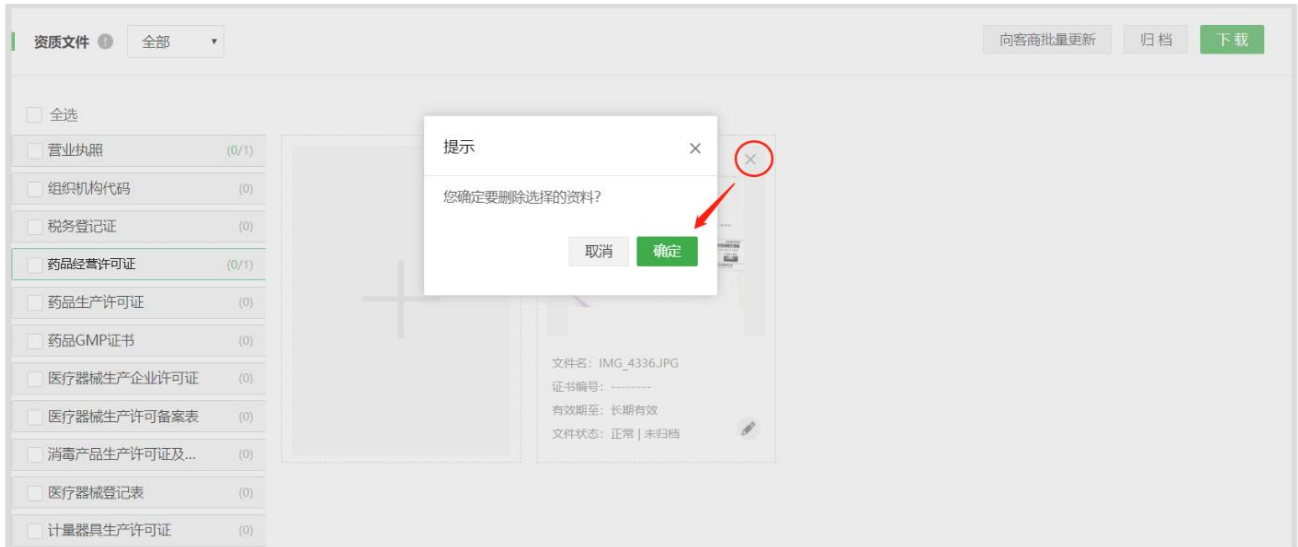 资质文件 全部 向客商批量更新 归档 下载
全选
营业执照 (0/1)
组织机构代码 (0)
税务登记证 (0)
药品经营许可证 (0/1)
药品生产许可证 (0)
药品GMP证书 (0)
医疗器械生产企业许可证 (0)
医疗器械生产许可备案表 (0)
消毒产品生产许可证及... (0)
医疗器械登记表 (0)
计量器具生产许可证 (0)
提示
您确定要删除选择的资料?
取消 确定
文件名: IMG_4336.JPG
证书编号: --------
有效期至: 长期有效
文件状态: 正常 | 未归档